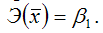 Э̃(x̅) = β₁.